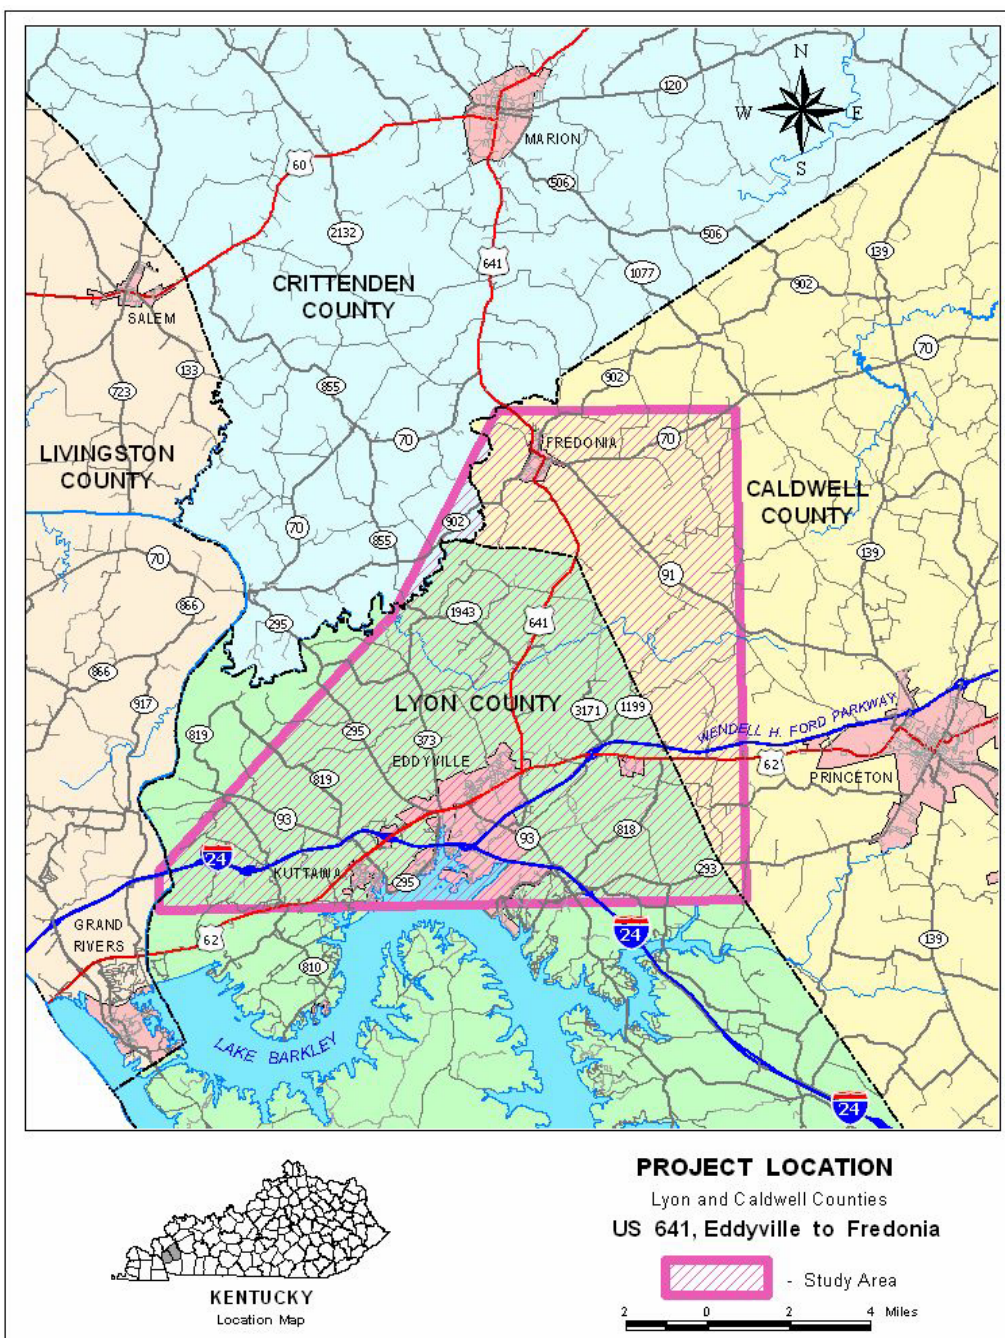 N
W E
S
120
MARION
60
506
2132
506
139
641
1077
CRITTENDEN
COUNTY
902
SALEM
70
133
855
902
723
70
FREDONIA
70
LIVINGSTON
COUNTY
CALDWELL
COUNTY
902
70
855
139
70
91
866
1943
295
641
866
LYON COUNTY
917
3171
1199
WENDELL H. FORD PARKWAY
819
295
373
EDDYVILLE
62
PRINCETON
819
93
93
818
24
KUTTAWA
295
293
GRAND
RIVERS
62
24
139
810
LAKE BARKLEY
24
PROJECT LOCATION
Lyon and Caldwell Counties
US 641, Eddyville to Fredonia
- Study Area
2 0 2 4 Miles
KENTUCKY
Location Map